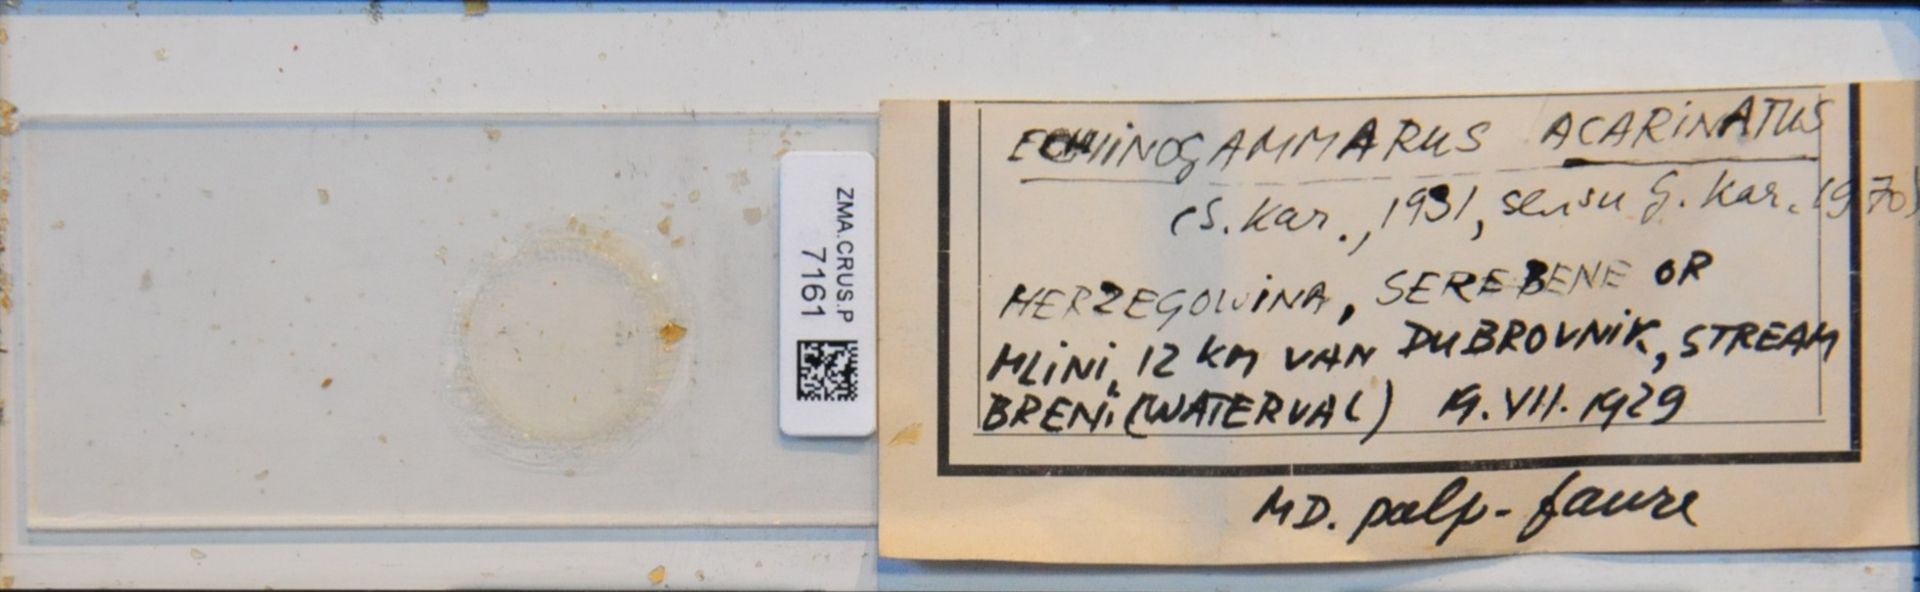 ZMA.CRUS.P
7161
ECHINOGAMMARUS ACARINATUS
(S. Kar., 1931, sensu G. Kar. 1970)
HERZEGOWINA, SEREBENE OR
MLINI, 12 KM VAN DUBROVNIK, STREAM
BRENI (WATERVAL) 19.VII.1929
MD. palp-faure